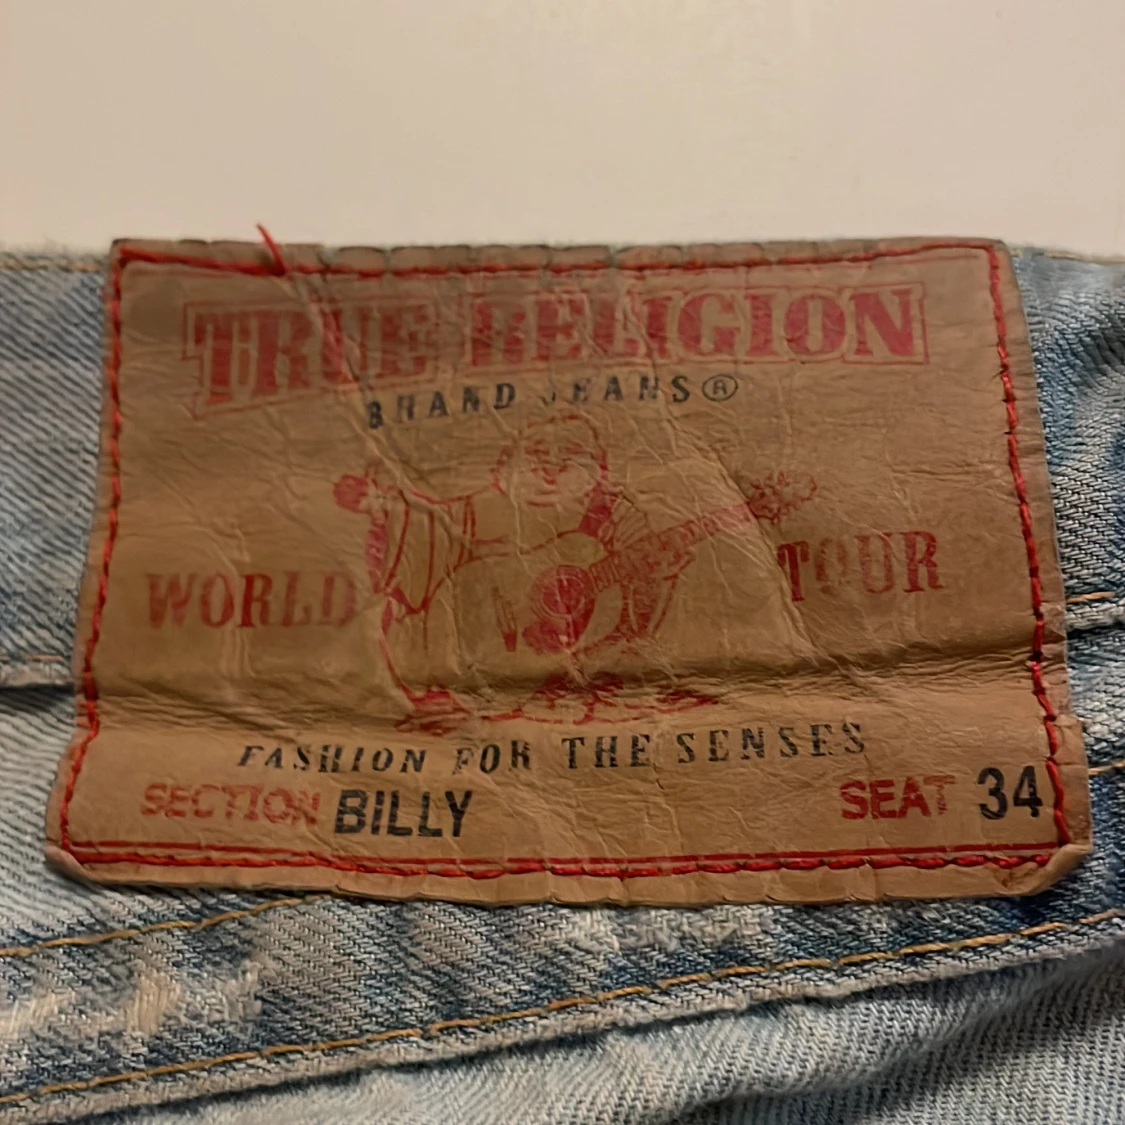 TRUE RELIGION
BRAND JEANS®
WORLD TOUR
FASHION FOR THE SENSES
SECTION BILLY SEAT 34